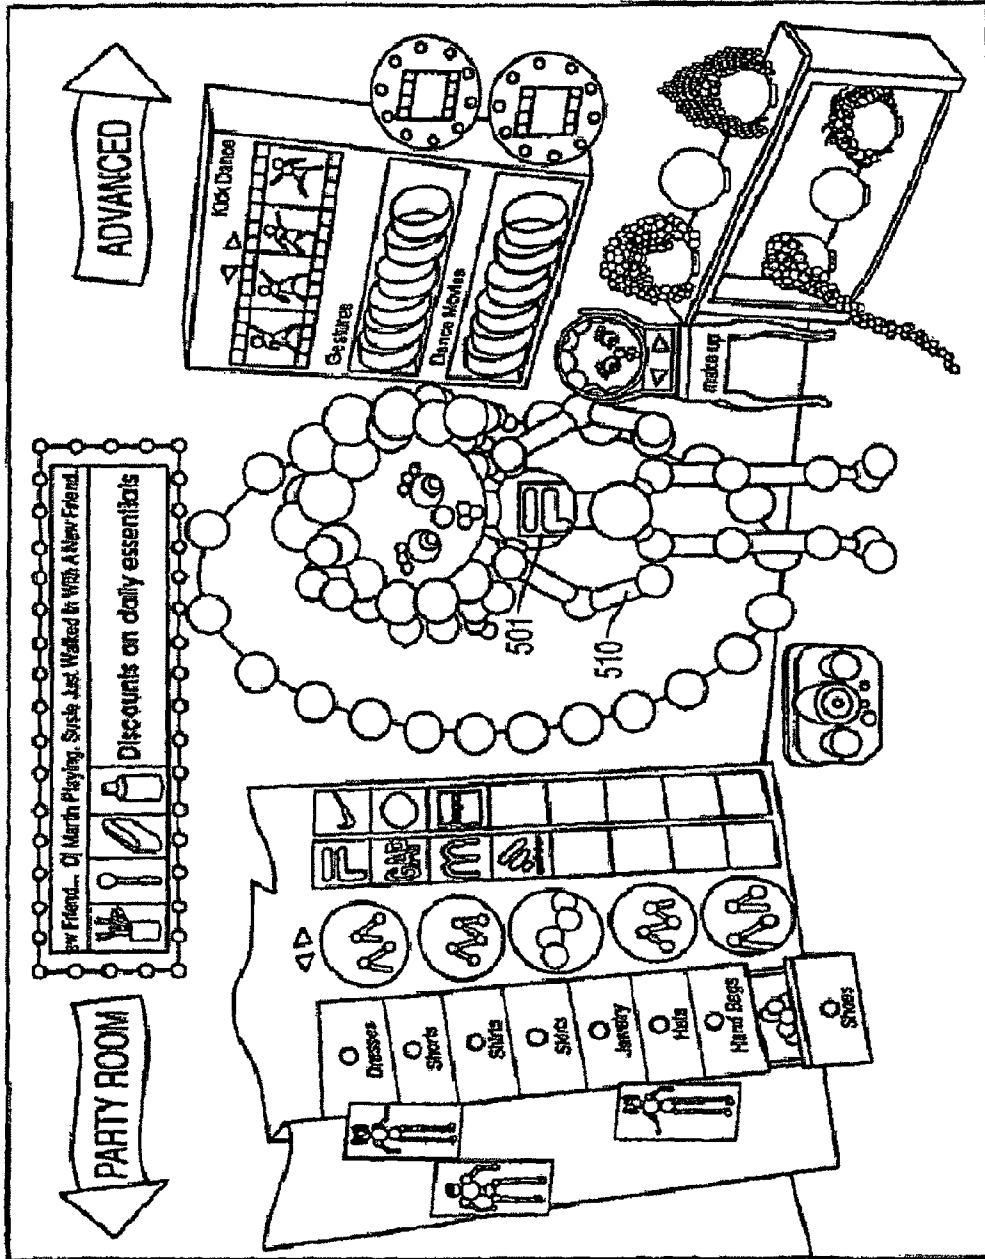 PARTY ROOM
ew Friend... Dj Martin Playing. Susie Just Walked In With A New Friend.
Discounts on daily essentials
ADVANCED
Dresses
Shorts
Shirts
Skirts
Jewelry
Hats
Hand Bags
Shoes
GAP
501
510
Kick Dance
Gestures
Dance Movies
make up